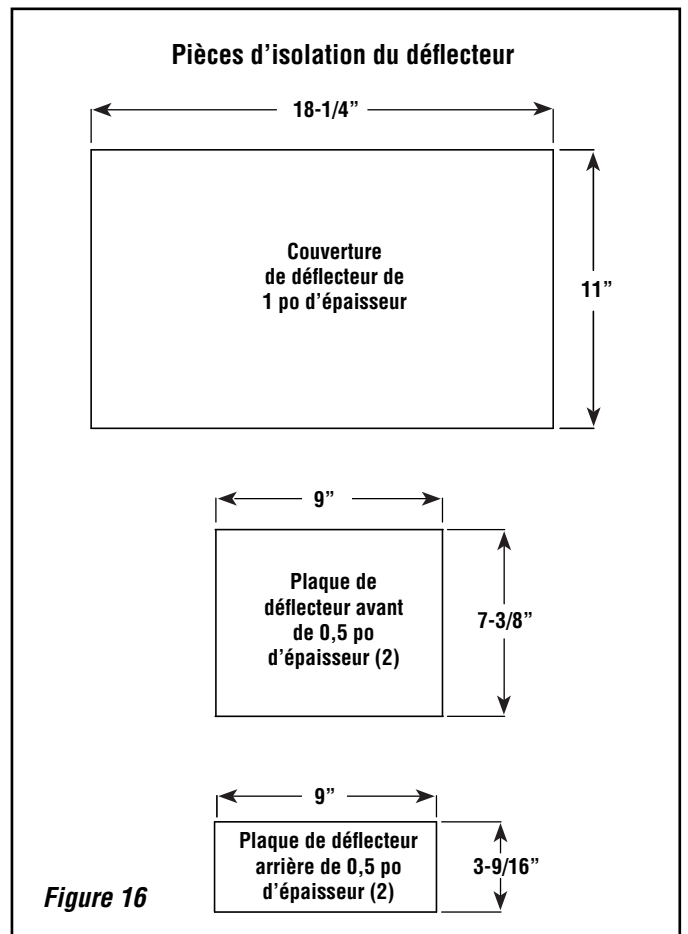 Pièces d’isolation du déflecteur
18-1/4”
Couverture
de déflecteur de
1 po d’épaisseur
11”
9”
Plaque de
déflecteur avant
de 0,5 po
d’épaisseur (2)
7-3/8”
9”
Plaque de déflecteur
arrière de 0,5 po
d’épaisseur (2)
3-9/16”
Figure 16